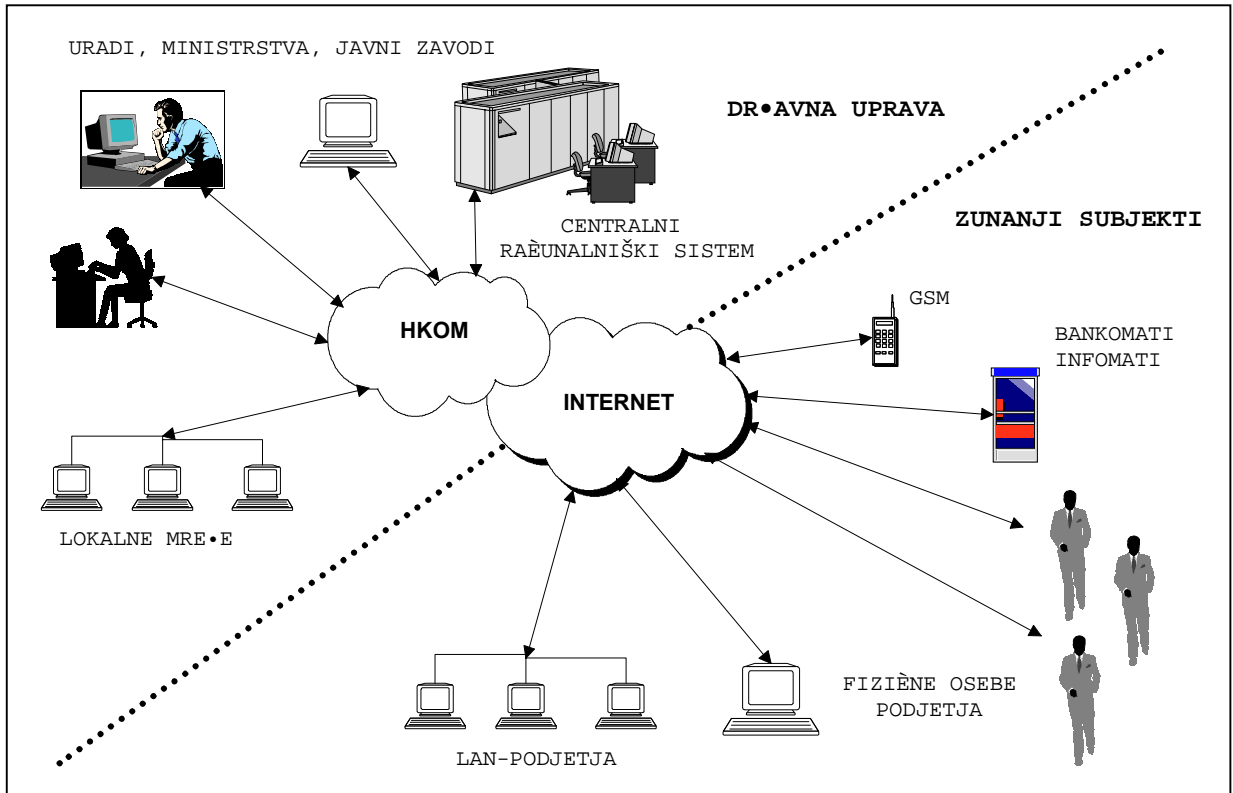 URADI, MINISTRSTVA, JAVNI ZAVODI
DR•AVNA UPRAVA
ZUNANJI SUBJEKTI
CENTRALNI
RAÈUNALNIŠKI SISTEM
GSM
HKOM
BANKOMATI
INFOMATI
INTERNET
LOKALNE MRE•E
FIZIÈNE OSEBE
PODJETJA
LAN-PODJETJA